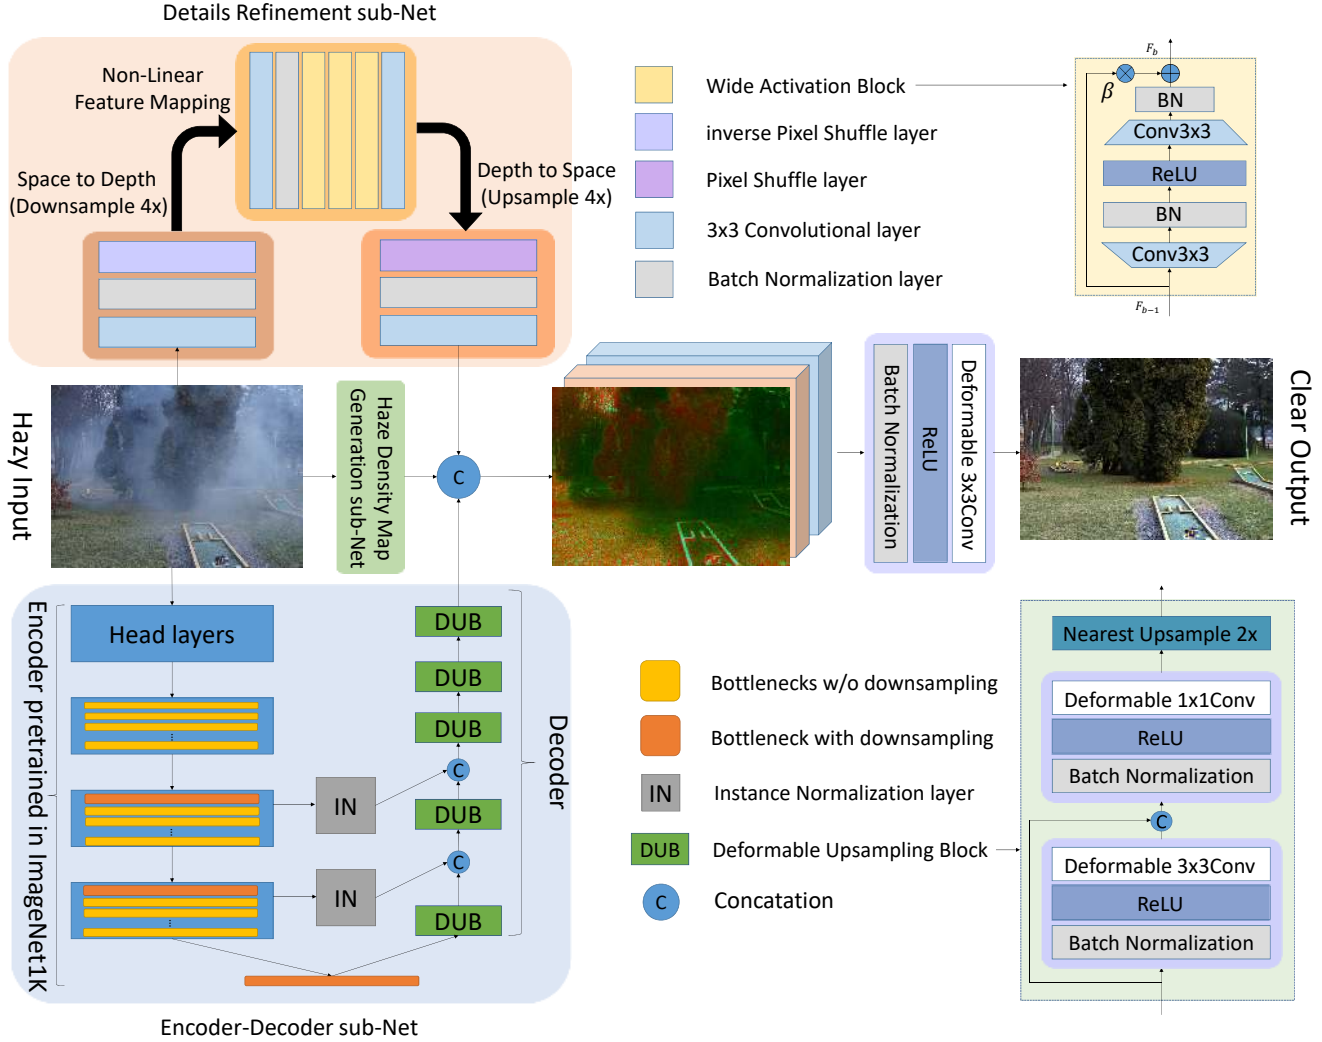 Details Refinement sub-Net
Non-Linear
Feature Mapping
Space to Depth
(Downsample 4x)
Depth to Space
(Upsample 4x)
Wide Activation Block
inverse Pixel Shuffle layer
Pixel Shuffle layer
3x3 Convolutional layer
Batch Normalization layer
F_b
β
BN
Conv3x3
ReLU
BN
Conv3x3
F_{b−1}
Hazy Input
Haze Density Map
Generation sub-Net
C
Batch Normalization
ReLU
Deformable 3x3Conv
Clear Output
Encoder pretrained in ImageNet1K
Head layers
...
...
...
IN
IN
DUB
DUB
DUB
C
DUB
C
DUB
Decoder
Encoder-Decoder sub-Net
Bottlenecks w/o downsampling
Bottleneck with downsampling
IN
Instance Normalization layer
DUB
Deformable Upsampling Block
C
Concatation
Nearest Upsample 2x
Deformable 1x1Conv
ReLU
Batch Normalization
C
Deformable 3x3Conv
ReLU
Batch Normalization